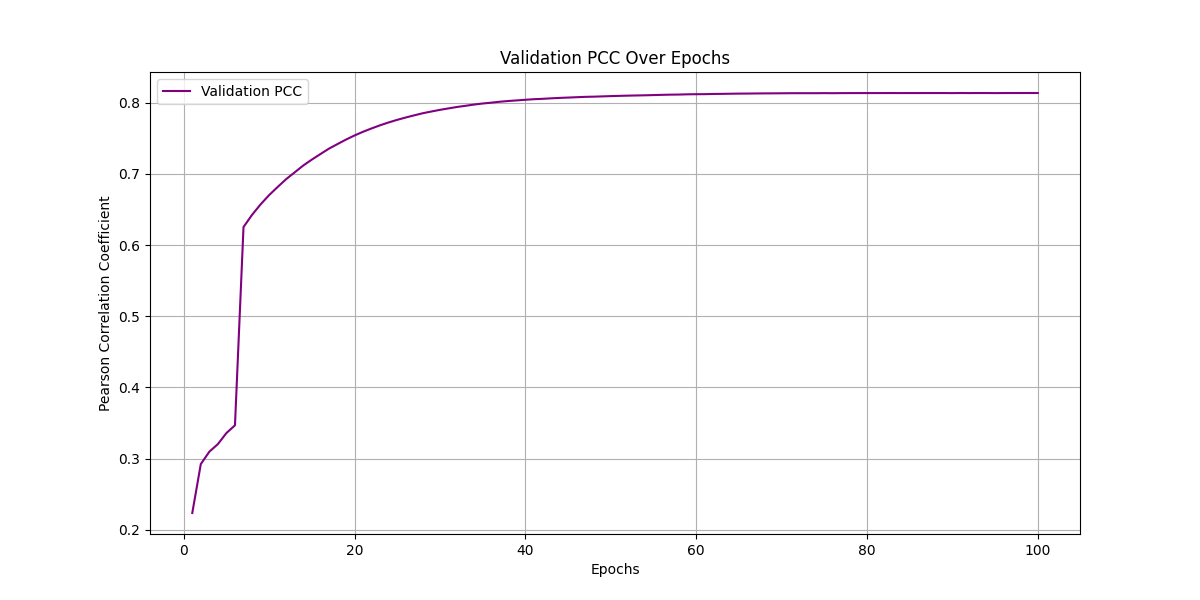 Validation PCC Over Epochs
Validation PCC
Pearson Correlation Coefficient
0.8
0.7
0.6
0.5
0.4
0.3
0.2
0 20 40 60 80 100
Epochs